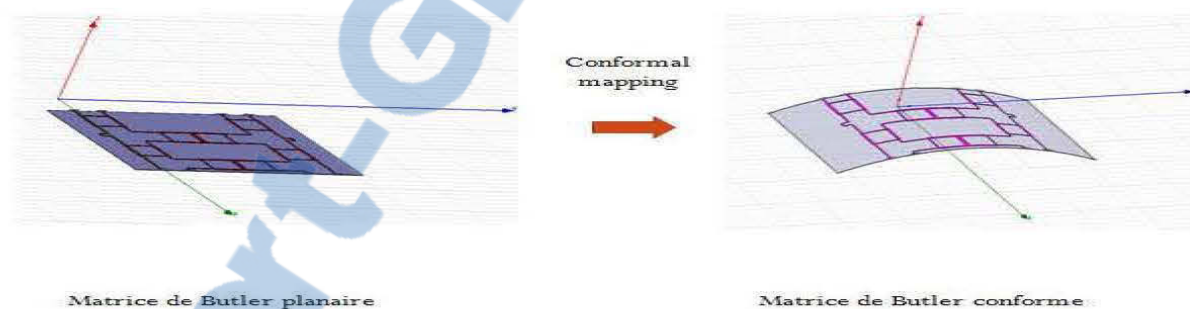 Conformal
mapping
Matrice de Butler planaire
Matrice de Butler conforme